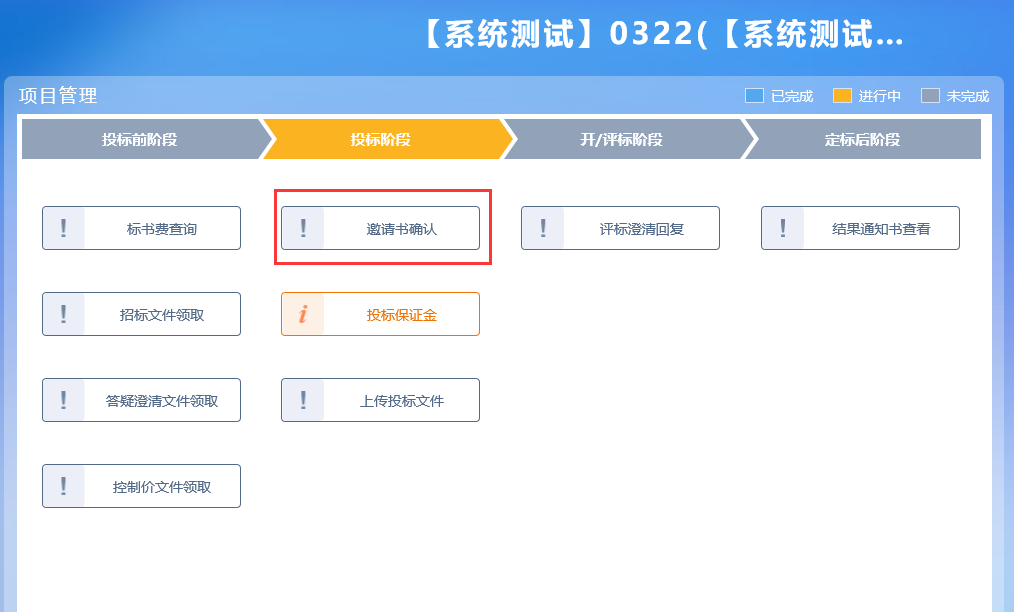 【系统测试】0322(【系统测试...
项目管理
已完成 进行中 未完成
投标前阶段 投标阶段 开/评标阶段 定标后阶段
! 标书费查询 ! 邀请书确认 ! 评标澄清回复 ! 结果通知书查看
! 招标文件领取 i 投标保证金
! 答疑澄清文件领取 ! 上传投标文件
! 控制价文件领取